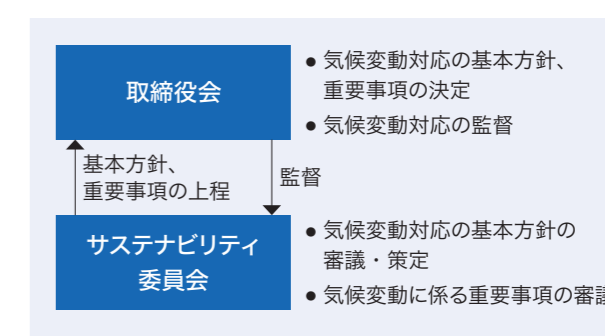 取締役会
● 気候変動対応の基本方針、
重要事項の決定
● 気候変動対応の監督
基本方針、
重要事項の上程
監督
サステナビリティ
委員会
● 気候変動対応の基本方針の
審議・策定
● 気候変動に係る重要事項の審議